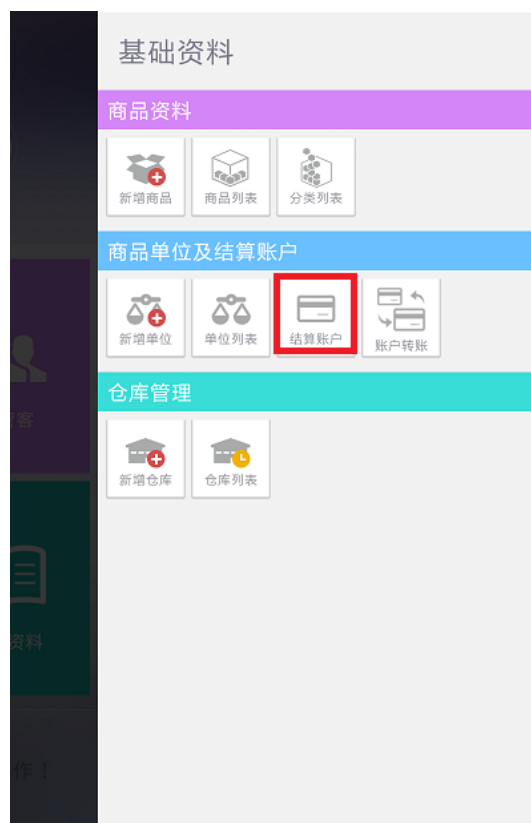 基础资料
商品资料
新增商品
商品列表
分类列表
商品单位及结算账户
新增单位
单位列表
结算账户
账户转账
仓库管理
新增仓库
仓库列表
客
资料
作！